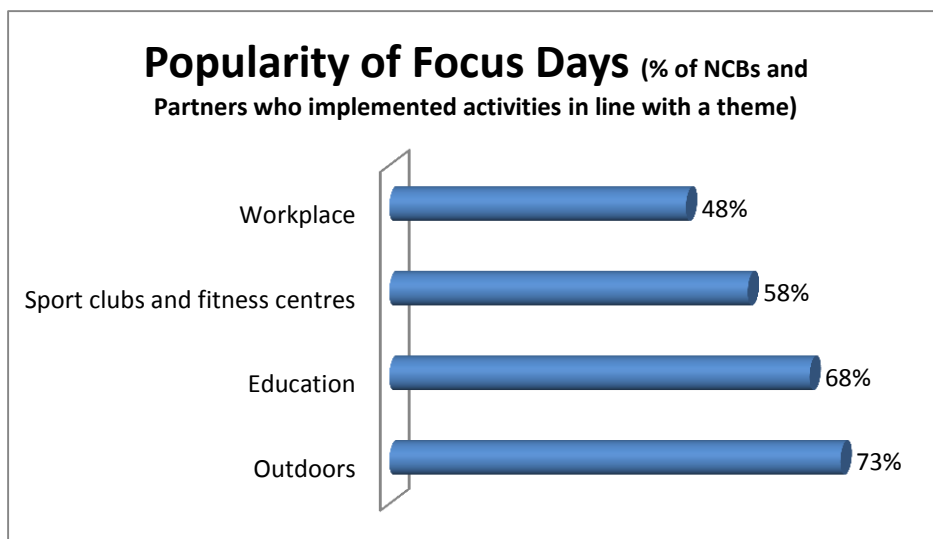 Popularity of Focus Days (% of NCBs and
Partners who implemented activities in line with a theme)
Workplace 48%
Sport clubs and fitness centres 58%
Education 68%
Outdoors 73%